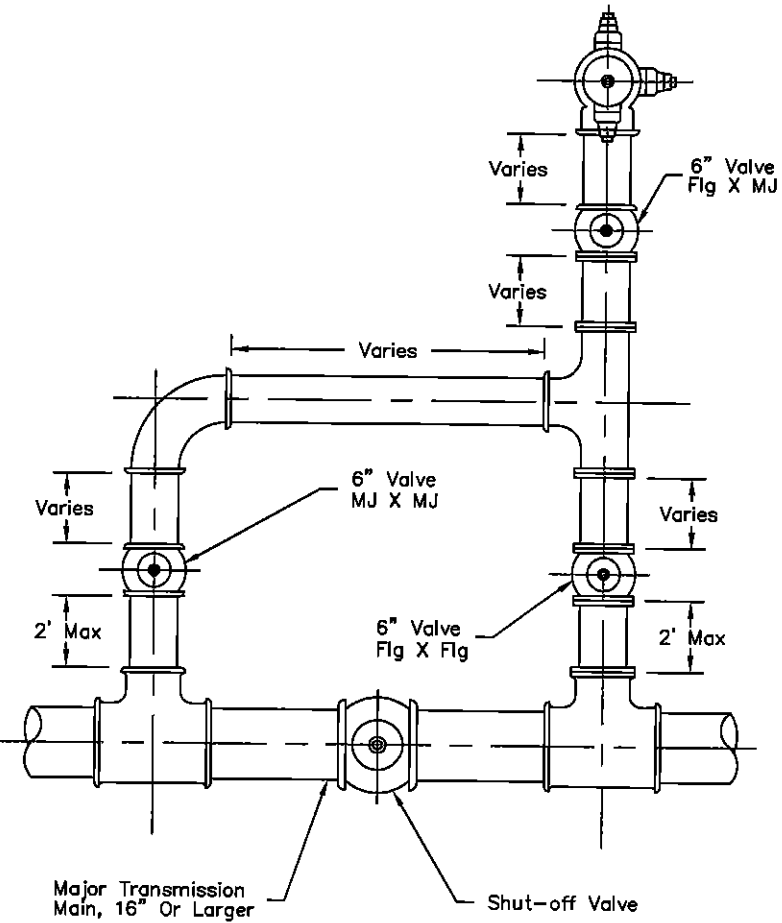 Varies
6" Valve
Flg X MJ
Varies
Varies
Varies
6" Valve
MJ X MJ
Varies
2' Max
6" Valve
Flg X Flg
2' Max
Major Transmission
Main, 16" Or Larger
Shut-off Valve